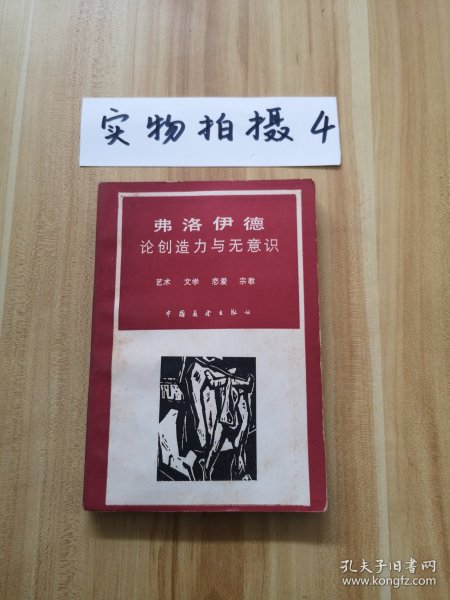 实物拍摄4
弗洛伊德
论创造力与无意识
艺术 文学 恋爱 宗教
中国展望出版社
孔夫子旧书网
www.kongfz.com